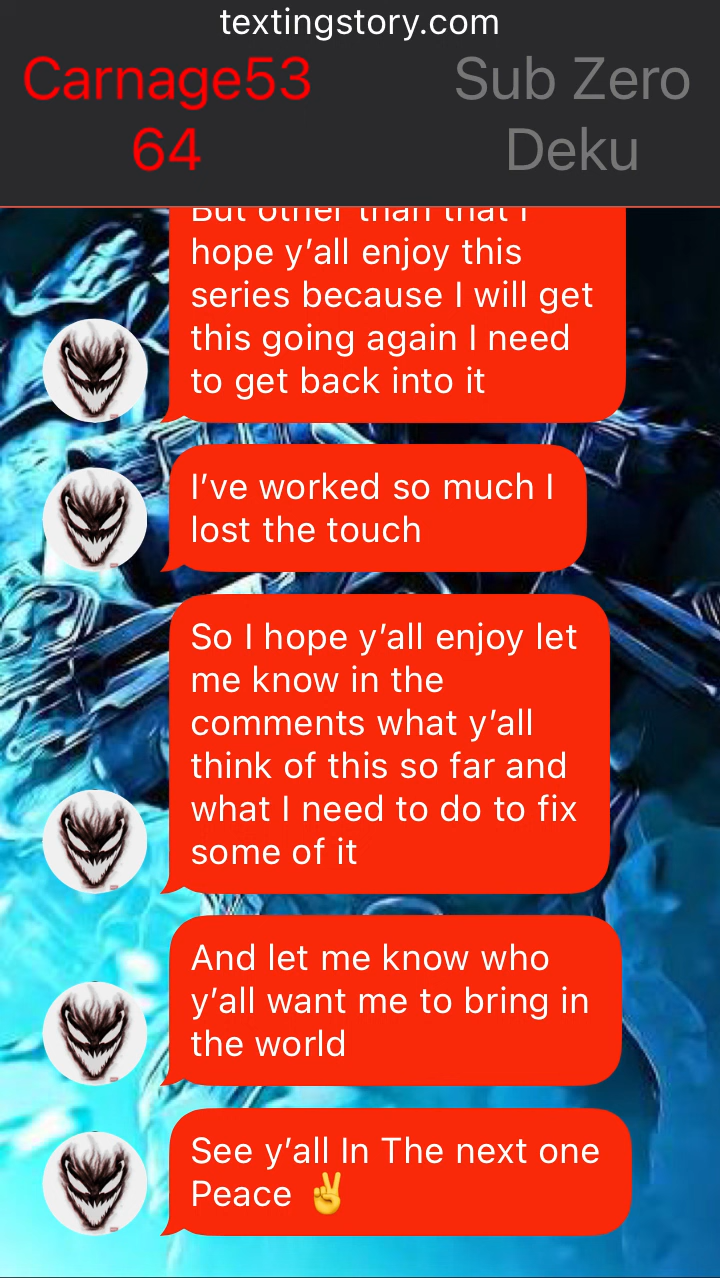 textingstory.com
Carnage53
64
Sub Zero
Deku
But other than that I
hope y’all enjoy this
series because I will get
this going again I need
to get back into it
I’ve worked so much I
lost the touch
So I hope y’all enjoy let
me know in the
comments what y’all
think of this so far and
what I need to do to fix
some of it
And let me know who
y’all want me to bring in
the world
See y’all In The next one
Peace ✌️